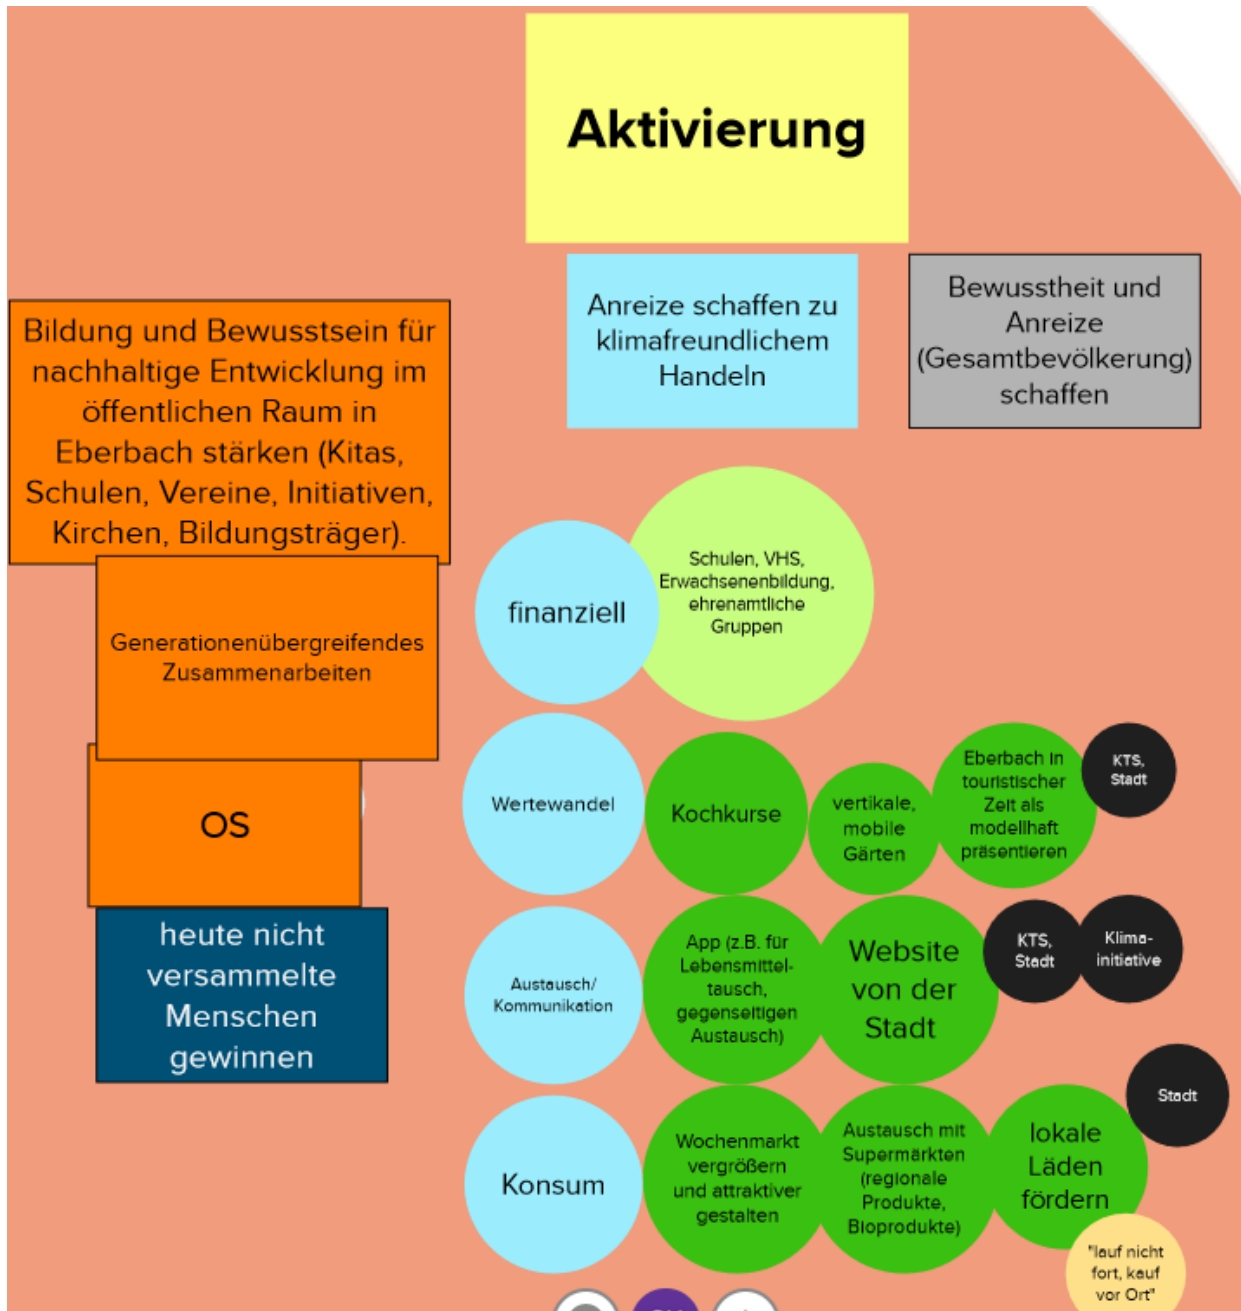 Aktivierung
Anreize schaffen zu
klimafreundlichem
Handeln
Bewusstheit und
Anreize
(Gesamtbevölkerung)
schaffen
Bildung und Bewusstsein für
nachhaltige Entwicklung im
öffentlichen Raum in
Eberbach stärken (Kitas,
Schulen, Vereine, Initiativen,
Kirchen, Bildungsträger).
Generationenübergreifendes
Zusammenarbeiten
OS
heute nicht
versammelte
Menschen
gewinnen
finanziell
Schulen, VHS,
Erwachsenenbildung,
ehrenamtliche
Gruppen
Wertewandel
Kochkurse
vertikale,
mobile
Gärten
Eberbach in
touristischer
Zeit als
modellhaft
präsentieren
KTS,
Stadt
Austausch/
Kommunikation
App (z.B. für
Lebensmittel-
tausch,
gegenseitigen
Austausch)
Website
von der
Stadt
KTS,
Stadt
Klima-
initiative
Konsum
Wochenmarkt
vergrößern
und attraktiver
gestalten
Austausch mit
Supermärkten
(regionale
Produkte,
Bioprodukte)
lokale
Läden
fördern
Stadt
"lauf nicht
fort, kauf
vor Ort"